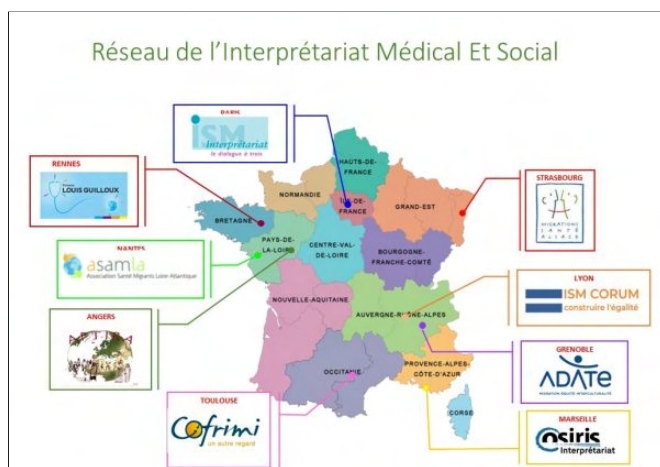 Réseau de l'Interprétariat Médical Et Social
PARIS
ISM
Interprétariat
le dialogue à trois
RENNES
LOUIS GUILLOUX
NANTES
asamla
Association Santé Migrants Loire-Atlantique
ANGERS
TOULOUSE
Cofrimi
un autre regard
HAUTS-DE-
FRANCE
NORMANDIE
ÎLE-DE-
FRANCE
GRAND-EST
BRETAGNE
PAYS-DE-
LA-LOIRE
CENTRE-VAL-
DE-LOIRE
BOURGOGNE-
FRANCHE-COMTÉ
NOUVELLE-AQUITAINE
AUVERGNE-RHÔNE-ALPES
OCCITANIE
PROVENCE-ALPES-
CÔTE-D'AZUR
CORSE
STRASBOURG
MIGRATIONS
SANTÉ
ALSACE
LYON
ISM CORUM
construire l'égalité
GRENOBLE
ADATE
MARSEILLE
Osiris
Interprétariat